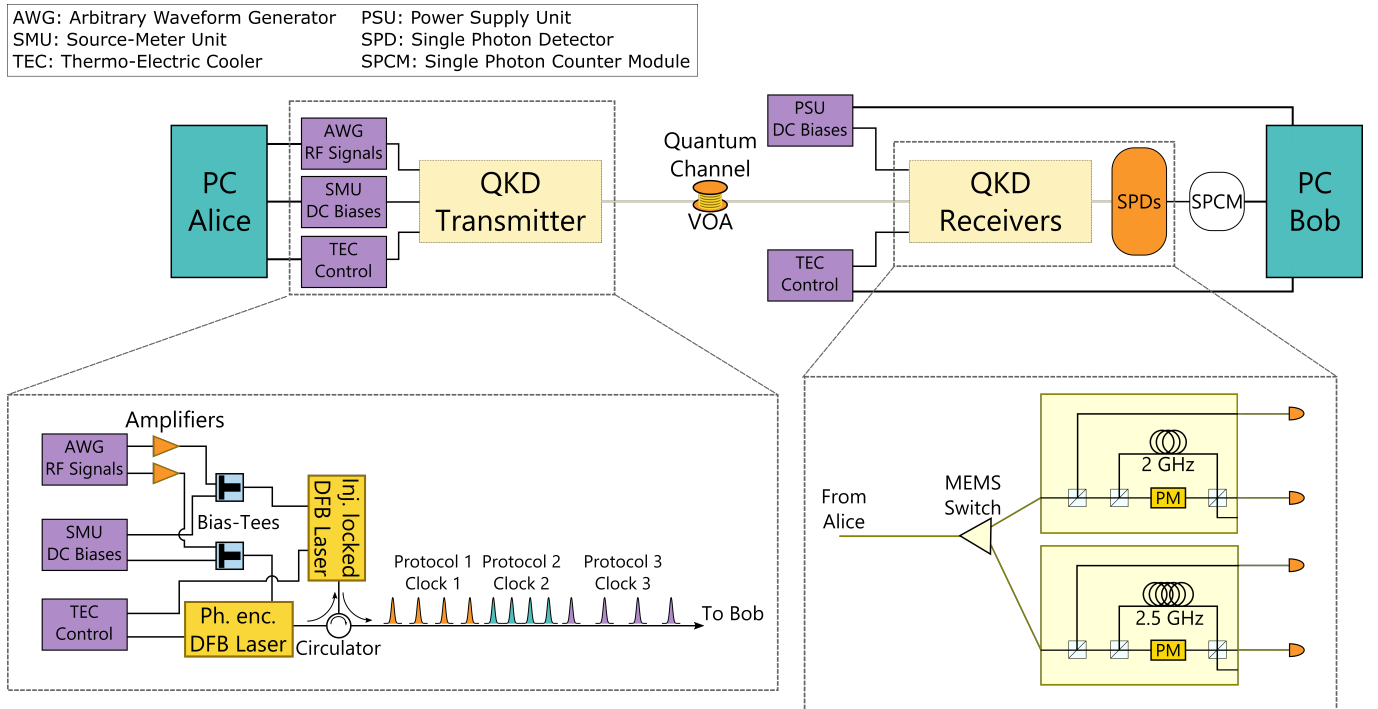 AWG: Arbitrary Waveform Generator PSU: Power Supply Unit
SMU: Source-Meter Unit SPD: Single Photon Detector
TEC: Thermo-Electric Cooler SPCM: Single Photon Counter Module
PC
Alice
AWG
RF Signals
SMU
DC Biases
TEC
Control
QKD
Transmitter
Quantum
Channel
VOA
PSU
DC Biases
TEC
Control
QKD
Receivers
SPDs
SPCM
PC
Bob
Amplifiers
AWG
RF Signals
SMU
DC Biases
TEC
Control
Bias-Tees
Inj. locked
DFB Laser
Ph. enc.
DFB Laser
Circulator
Protocol 1
Clock 1
Protocol 2
Clock 2
Protocol 3
Clock 3
To Bob
From
Alice
MEMS
Switch
2 GHz
PM
2.5 GHz
PM